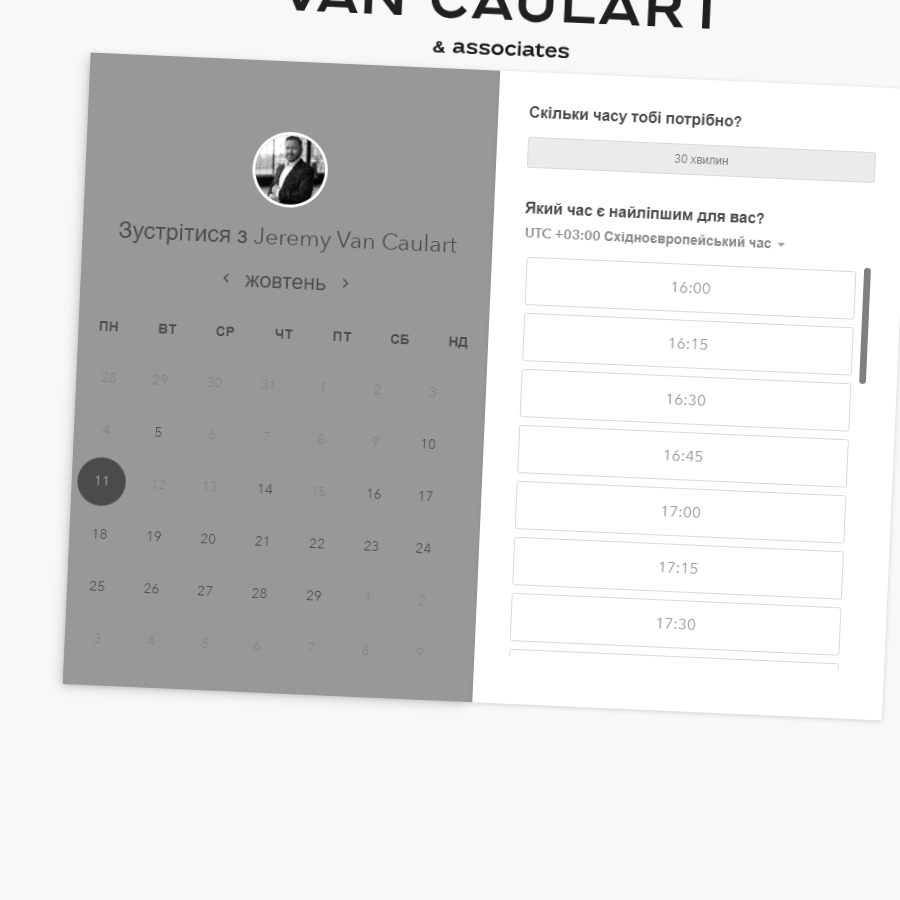 VAN CAULART
& associates
Зустрітися з Jeremy Van Caulart
жовтень
ПН ВТ СР ЧТ ПТ СБ НД
28 29 30 31 1 2 3
4 5 6 7 8 9 10
11 12 13 14 15 16 17
18 19 20 21 22 23 24
25 26 27 28 29 1 2
3 4 5 6 7 8 9
Скільки часу тобі потрібно?
30 хвилин
Який час є найліпшим для вас?
UTC +03:00 Східноєвропейський час
16:00
16:15
16:30
16:45
17:00
17:15
17:30